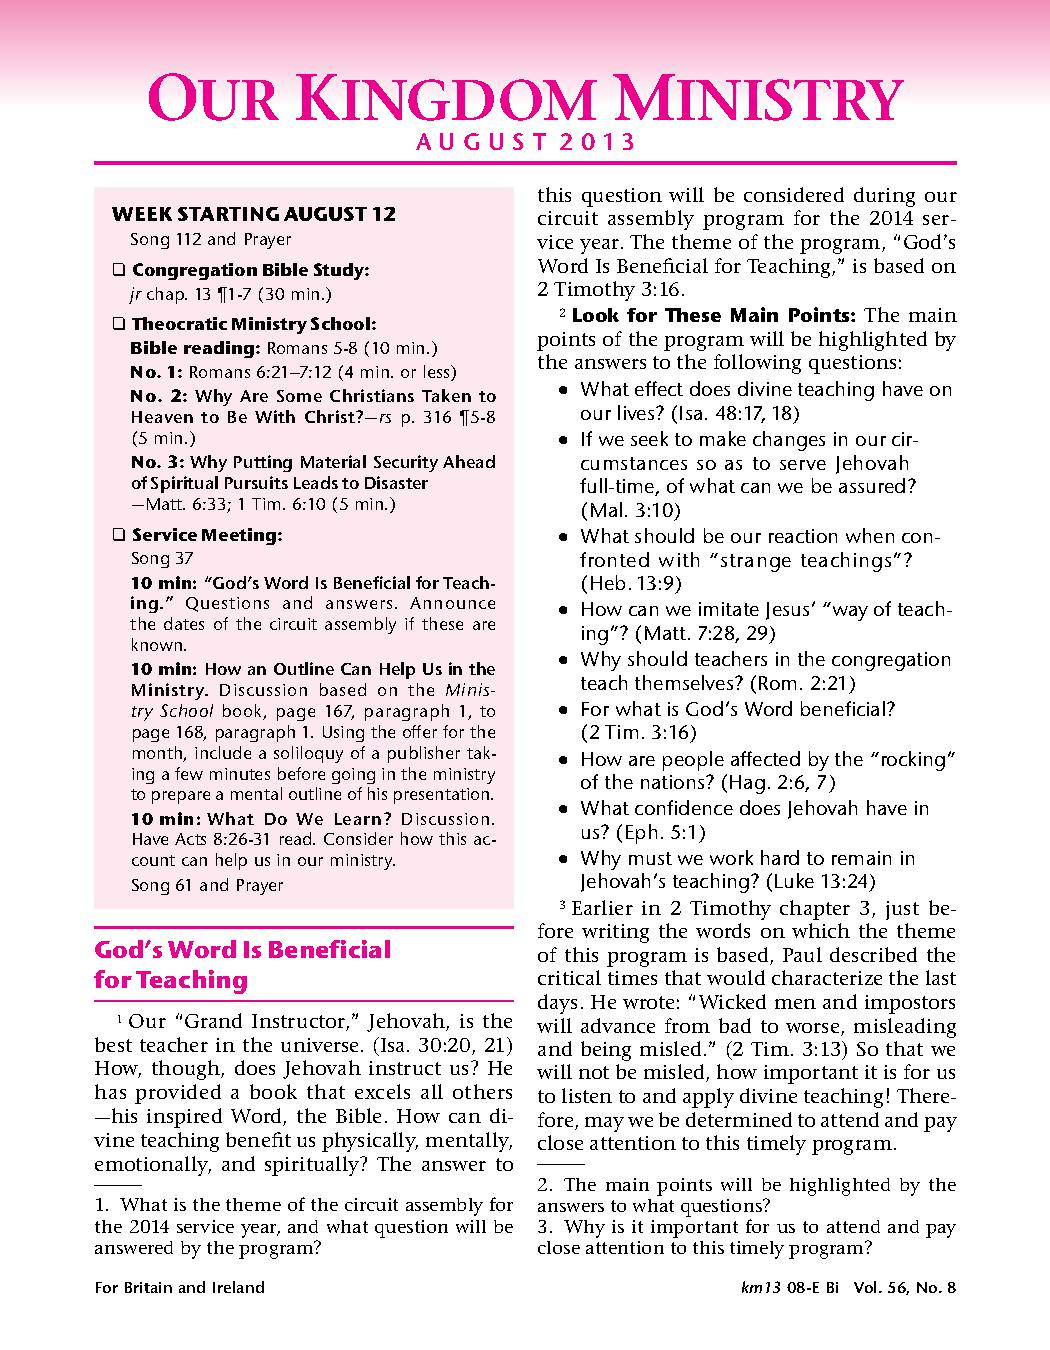 OUR KINGDOM MINISTRY
AUGUST 2013
WEEK STARTING AUGUST 12
Song 112 and Prayer
❑ Congregation Bible Study:
jr chap. 13 ¶1-7 (30 min.)
❑ Theocratic Ministry School:
Bible reading: Romans 5-8 (10 min.)
No. 1: Romans 6:21–7:12 (4 min. or less)
No. 2: Why Are Some Christians Taken to
Heaven to Be With Christ?—rs p. 316 ¶5-8
(5 min.)
No. 3: Why Putting Material Security Ahead
of Spiritual Pursuits Leads to Disaster
—Matt. 6:33; 1 Tim. 6:10 (5 min.)
❑ Service Meeting:
Song 37
10 min: “God’s Word Is Beneficial for Teach-
ing.” Questions and answers. Announce
the dates of the circuit assembly if these are
known.
10 min: How an Outline Can Help Us in the
Ministry. Discussion based on the Minis-
try School book, page 167, paragraph 1, to
page 168, paragraph 1. Using the offer for the
month, include a soliloquy of a publisher tak-
ing a few minutes before going in the ministry
to prepare a mental outline of his presentation.
10 min: What Do We Learn? Discussion.
Have Acts 8:26-31 read. Consider how this ac-
count can help us in our ministry.
Song 61 and Prayer
God’s Word Is Beneficial
for Teaching
1 Our “Grand Instructor,” Jehovah, is the
best teacher in the universe. (Isa. 30:20, 21)
How, though, does Jehovah instruct us? He
has provided a book that excels all others
—his inspired Word, the Bible. How can di-
vine teaching benefit us physically, mentally,
emotionally, and spiritually? The answer to
1. What is the theme of the circuit assembly for
the 2014 service year, and what question will be
answered by the program?
this question will be considered during our
circuit assembly program for the 2014 ser-
vice year. The theme of the program, “God’s
Word Is Beneficial for Teaching,” is based on
2 Timothy 3:16.
2 Look for These Main Points: The main
points of the program will be highlighted by
the answers to the following questions:
● What effect does divine teaching have on
our lives? (Isa. 48:17, 18)
● If we seek to make changes in our cir-
cumstances so as to serve Jehovah
full-time, of what can we be assured?
(Mal. 3:10)
● What should be our reaction when con-
fronted with “strange teachings”?
(Heb. 13:9)
● How can we imitate Jesus’ “way of teach-
ing”? (Matt. 7:28, 29)
● Why should teachers in the congregation
teach themselves? (Rom. 2:21)
● For what is God’s Word beneficial?
(2 Tim. 3:16)
● How are people affected by the “rocking”
of the nations? (Hag. 2:6, 7)
● What confidence does Jehovah have in
us? (Eph. 5:1)
● Why must we work hard to remain in
Jehovah’s teaching? (Luke 13:24)
3 Earlier in 2 Timothy chapter 3, just be-
fore writing the words on which the theme
of this program is based, Paul described the
critical times that would characterize the last
days. He wrote: “Wicked men and impostors
will advance from bad to worse, misleading
and being misled.” (2 Tim. 3:13) So that we
will not be misled, how important it is for us
to listen to and apply divine teaching! There-
fore, may we be determined to attend and pay
close attention to this timely program.
2. The main points will be highlighted by the
answers to what questions?
3. Why is it important for us to attend and pay
close attention to this timely program?
For Britain and Ireland
km13 08-E Bi Vol. 56, No. 8